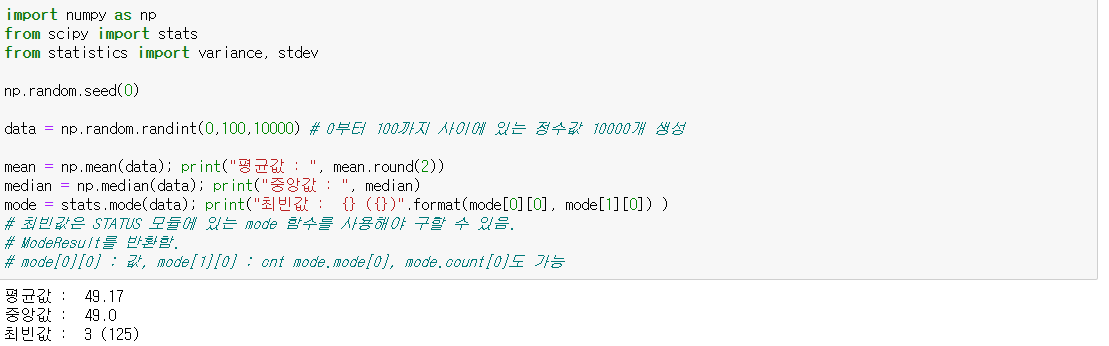 import numpy as np
from scipy import stats
from statistics import variance, stdev
np.random.seed(0)
data = np.random.randint(0,100,10000) # 0부터 100까지 사이에 있는 정수값 10000개 생성
mean = np.mean(data); print("평균값 : ", mean.round(2))
median = np.median(data); print("중앙값 : ", median)
mode = stats.mode(data); print("최빈값 :  {} ({})".format(mode[0][0], mode[1][0]) )
# 최빈값은 STATUS 모듈에 있는 mode 함수를 사용해야 구할 수 있음.
# ModeResult를 반환함.
# mode[0][0] : 값, mode[1][0] : cnt mode.mode[0], mode.count[0]도 가능
평균값 :  49.17
중앙값 :  49.0
최빈값 :  3 (125)